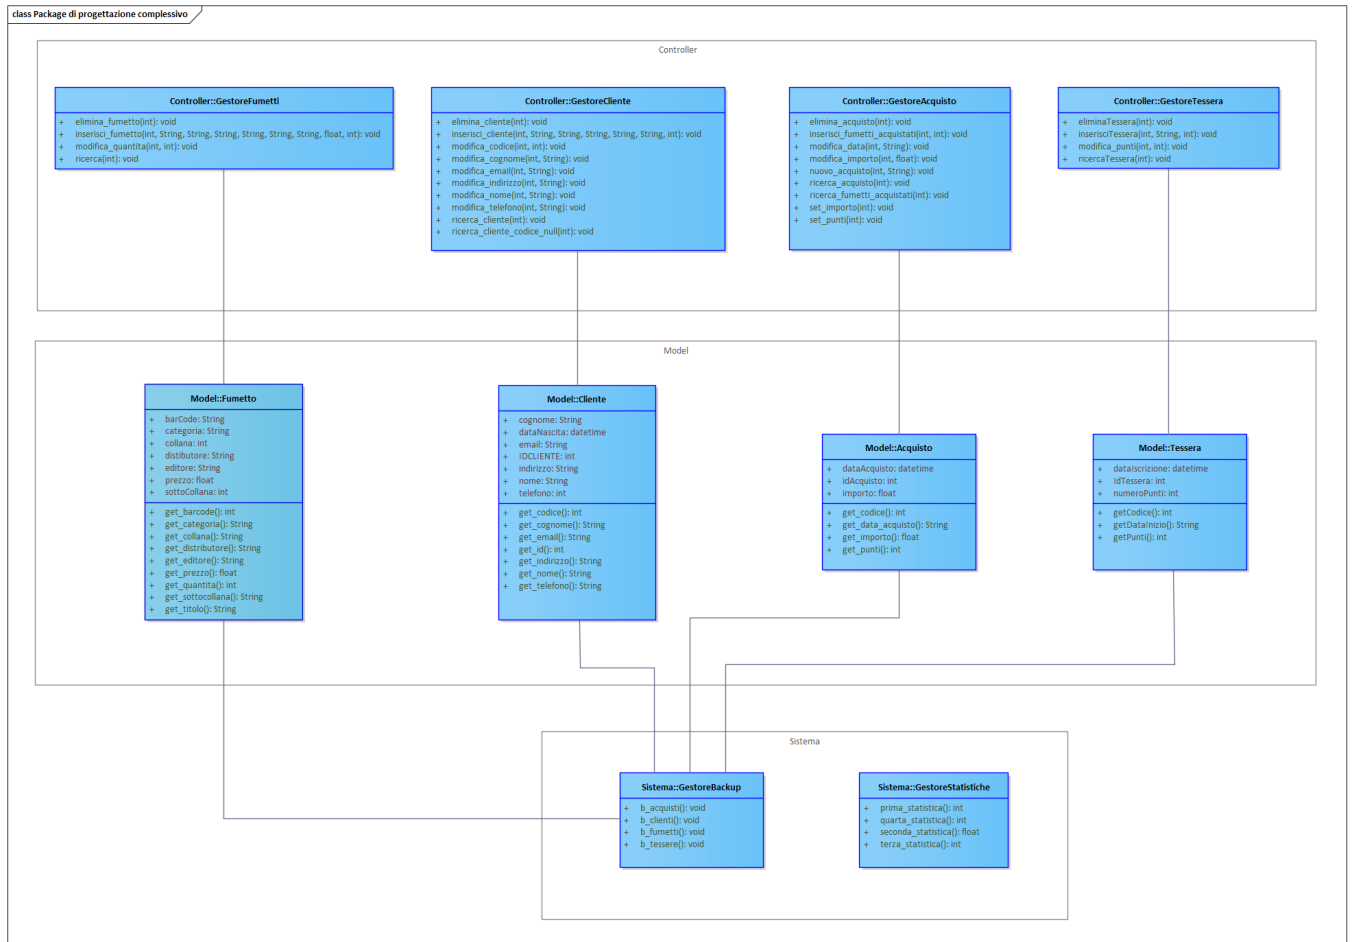 class Package di progettazione complessivo
Controller
Controller::GestoreFumetti
+ elimina_fumetto(int): void
+ inserisci_fumetto(int, String, String, String, String, String, float, int): void
+ modifica_quantita(int, int): void
+ ricerca(int): void
Controller::GestoreCliente
+ elimina_cliente(int): void
+ inserisci_cliente(int, String, String, String, String, String, int): void
+ modifica_codice(int, int): void
+ modifica_cognome(int, String): void
+ modifica_email(int, String): void
+ modifica_indirizzo(int, String): void
+ modifica_nome(int, String): void
+ modifica_telefono(int, String): void
+ ricerca_cliente(int): void
+ ricerca_cliente_codice_null(int): void
Controller::GestoreAcquisto
+ elimina_acquisto(int): void
+ inserisci_fumetti_acquistati(int, int): void
+ modifica_data(int, String): void
+ modifica_importo(int, float): void
+ nuovo_acquisto(int, String): void
+ ricerca_acquisto(int): void
+ ricerca_fumetti_acquistati(int): void
+ set_importo(int): void
+ set_punti(int): void
Controller::GestoreTessera
+ eliminaTessera(int): void
+ inserisciTessera(int, String, int): void
+ modifica_punti(int, int): void
+ ricercaTessera(int): void
Model
Model::Fumetto
+ barCode: String
+ categoria: String
+ collana: int
+ distibutore: String
+ editore: String
+ prezzo: float
+ sottoCollana: int
+ get_barcode(): int
+ get_categoria(): String
+ get_collana(): String
+ get_distributore(): String
+ get_editore(): String
+ get_prezzo(): float
+ get_quantita(): int
+ get_sottocollana(): String
+ get_titolo(): String
Model::Cliente
+ cognome: String
+ dataNascita: datetime
+ email: String
+ IDCLIENTE: int
+ indirizzo: String
+ nome: String
+ telefono: int
+ get_codice(): int
+ get_cognome(): String
+ get_email(): String
+ get_id(): int
+ get_indirizzo(): String
+ get_nome(): String
+ get_telefono(): String
Model::Acquisto
+ dataAcquisto: datetime
+ idAcquisto: int
+ importo: float
+ get_codice(): int
+ get_data_acquisto(): String
+ get_importo(): float
+ get_punti(): int
Model::Tessera
+ dataIscrizione: datetime
+ IdTessera: int
+ numeroPunti: int
+ getCodice(): int
+ getDataInizio(): String
+ getPunti(): int
Sistema
Sistema::GestoreBackup
+ b_acquisti(): void
+ b_clienti(): void
+ b_fumetti(): void
+ b_tessere(): void
Sistema::GestoreStatistiche
+ prima_statistica(): int
+ quarta_statistica(): int
+ seconda_statistica(): float
+ terza_statistica(): int